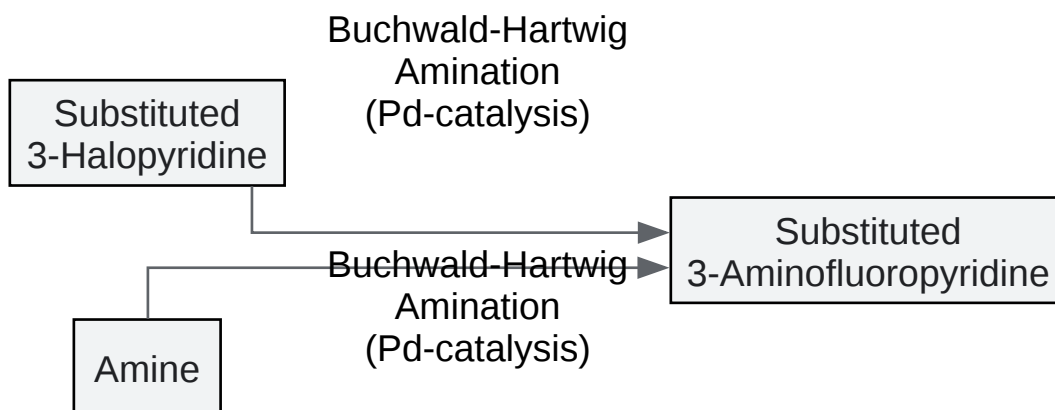 Buchwald-Hartwig
Amination
(Pd-catalysis)
Substituted
3-Halopyridine
Substituted
3-Aminofluoropyridine
Buchwald-Hartwig
Amination
(Pd-catalysis)
Amine